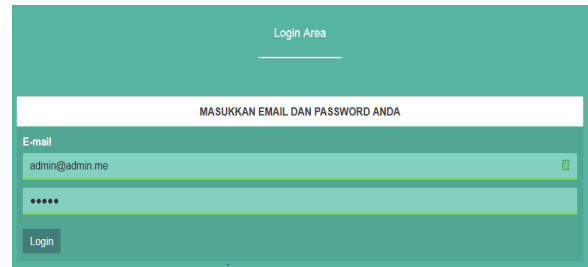 Login Area
MASUKKAN EMAIL DAN PASSWORD ANDA
E-mail
admin@admin.me
•••••
Login